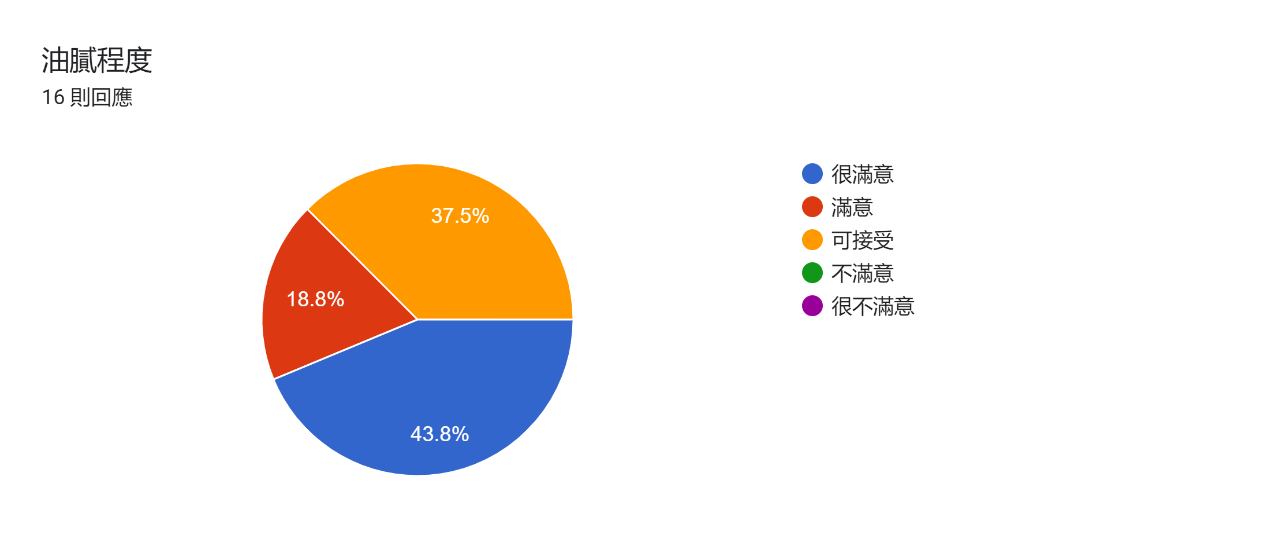 油膩程度
16 則回應
37.5%
18.8%
43.8%
很滿意
滿意
可接受
不滿意
很不滿意